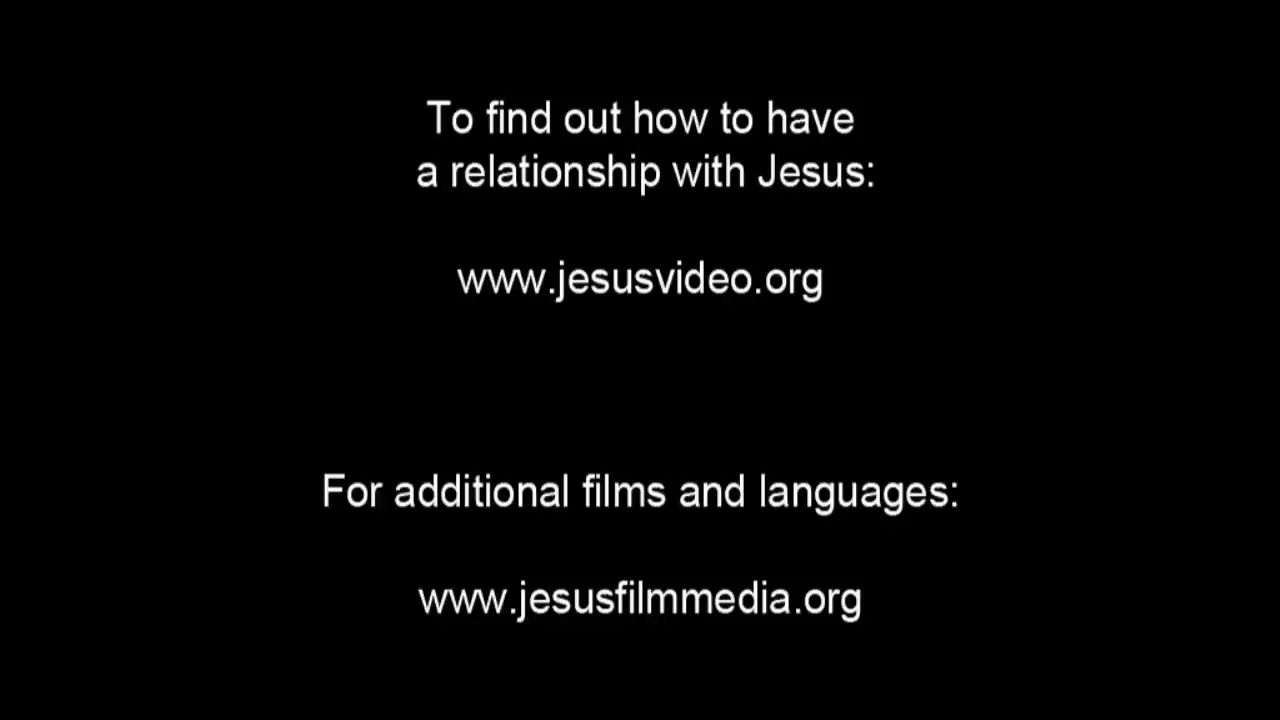 To find out how to have
a relationship with Jesus:
www.jesusvideo.org
For additional films and languages:
www.jesusfilmmedia.org